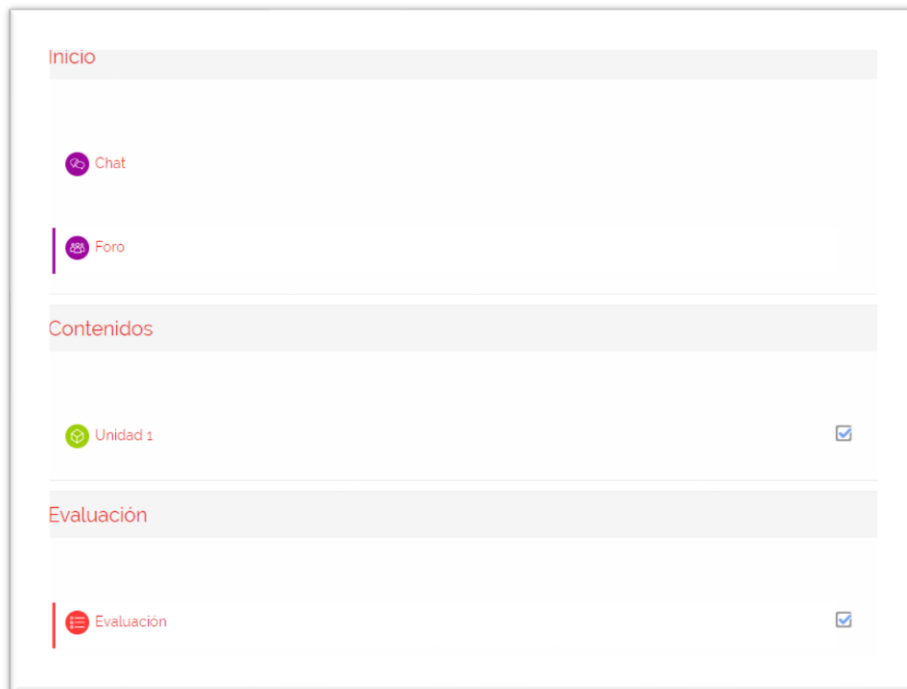 Inicio
Chat
Foro
Contenidos
Unidad 1
Evaluación
Evaluación